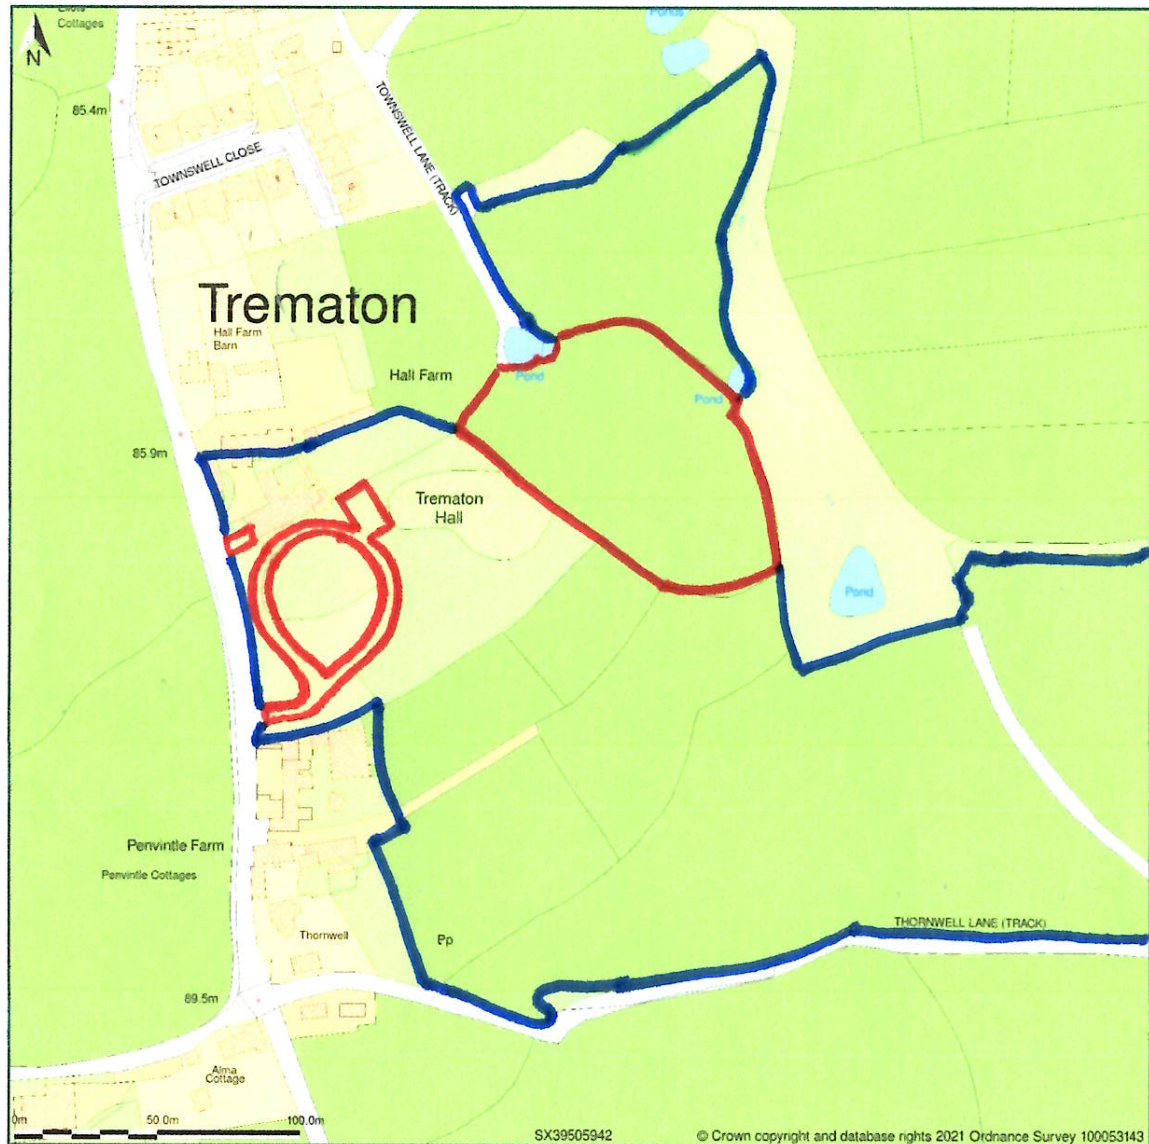 Cottages
Ponds
N
85.4m
TOWNSWELL LANE (TRACK)
TOWNSWELL CLOSE
Trematon
Hall Farm
Barn
Hall Farm
Pond
Pond
85.9m
Trematon
Hall
Pond
Penvintle Farm
Penvintle Cottages
THORNWELL LANE (TRACK)
Thornwell
Pp
89.5m
Alma
Cottage
0m
50.0m
100.0m
SX39505942
© Crown copyright and database rights 2021 Ordnance Survey 100053143